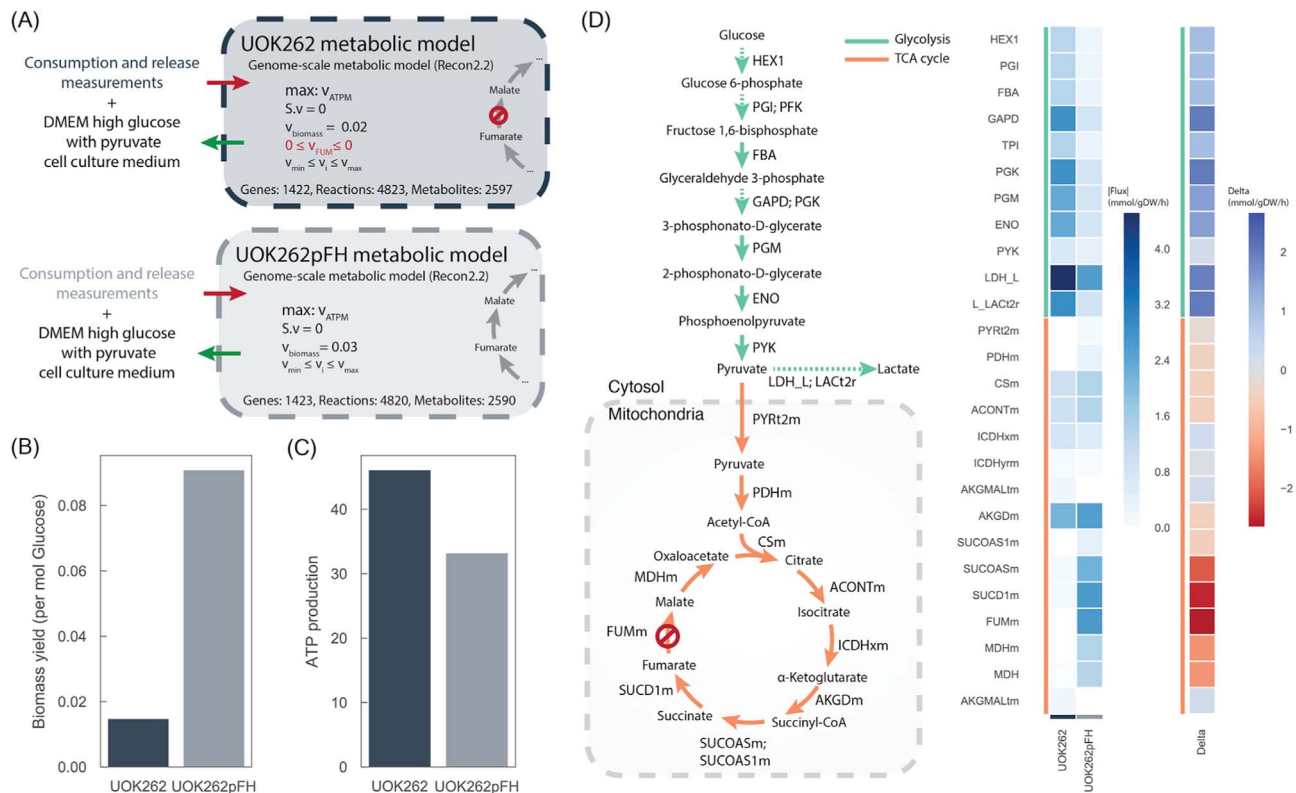 (A)
UOK262 metabolic model
Genome-scale metabolic model (Recon2.2)
Consumption and release
measurements
+
DMEM high glucose
with pyruvate
cell culture medium
max: vATPM
S.v = 0
vbiomass = 0.02
0 ≤ vFUM ≤ 0
vmin ≤ vi ≤ vmax
...
Malate
Fumarate
...
Genes: 1422, Reactions: 4823, Metabolites: 2597
UOK262pFH metabolic model
Genome-scale metabolic model (Recon2.2)
Consumption and release
measurements
+
DMEM high glucose
with pyruvate
cell culture medium
max: vATPM
S.v = 0
vbiomass = 0.03
vmin ≤ vi ≤ vmax
...
Malate
Fumarate
...
Genes: 1423, Reactions: 4820, Metabolites: 2590
(B)
Biomass yield (per mol Glucose)
0.08
0.06
0.04
0.02
0.00
UOK262
UOK262pFH
(C)
ATP production
40
30
20
10
0
UOK262
UOK262pFH
(D)
Glycolysis
TCA cycle
Glucose
HEX1
Glucose 6-phosphate
PGI; PFK
Fructose 1,6-bisphosphate
FBA
Glyceraldehyde 3-phosphate
GAPD; PGK
3-phosphonato-D-glycerate
PGM
2-phosphonato-D-glycerate
ENO
Phosphoenolpyruvate
PYK
Pyruvate
Lactate
LDH_L; LACt2r
Cytosol
Mitochondria
PYRt2m
Pyruvate
PDHm
Acetyl-CoA
CSm
Oxaloacetate
Citrate
MDHm
ACONTm
Malate
Isocitrate
FUMm
ICDHxm
Fumarate
α-Ketoglutarate
SUCD1m
AKGDm
Succinate
Succinyl-CoA
SUCOASm;
SUCOAS1m
HEX1
PGI
FBA
GAPD
TPI
PGK
PGM
ENO
PYK
LDH_L
L_LACt2r
PYRt2m
PDHm
CSm
ACONTm
ICDHxm
ICDHyrm
AKGMALtm
AKGDm
SUCOAS1m
SUCOASm
SUCD1m
FUMm
MDHm
MDH
AKGMALtm
UOK262
UOK262pFH
|Flux|
(mmol/gDW/h)
4.0
3.2
2.4
1.6
0.8
0.0
Delta
Delta
(mmol/gDW/h)
2
1
0
−1
−2